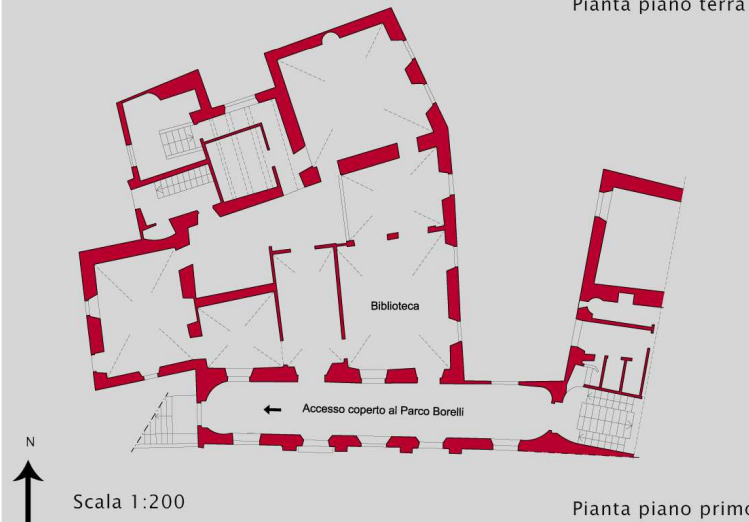 Pianta piano terra
Biblioteca
Accesso coperto al Parco Borelli
N
Scala 1:200
Pianta piano primo